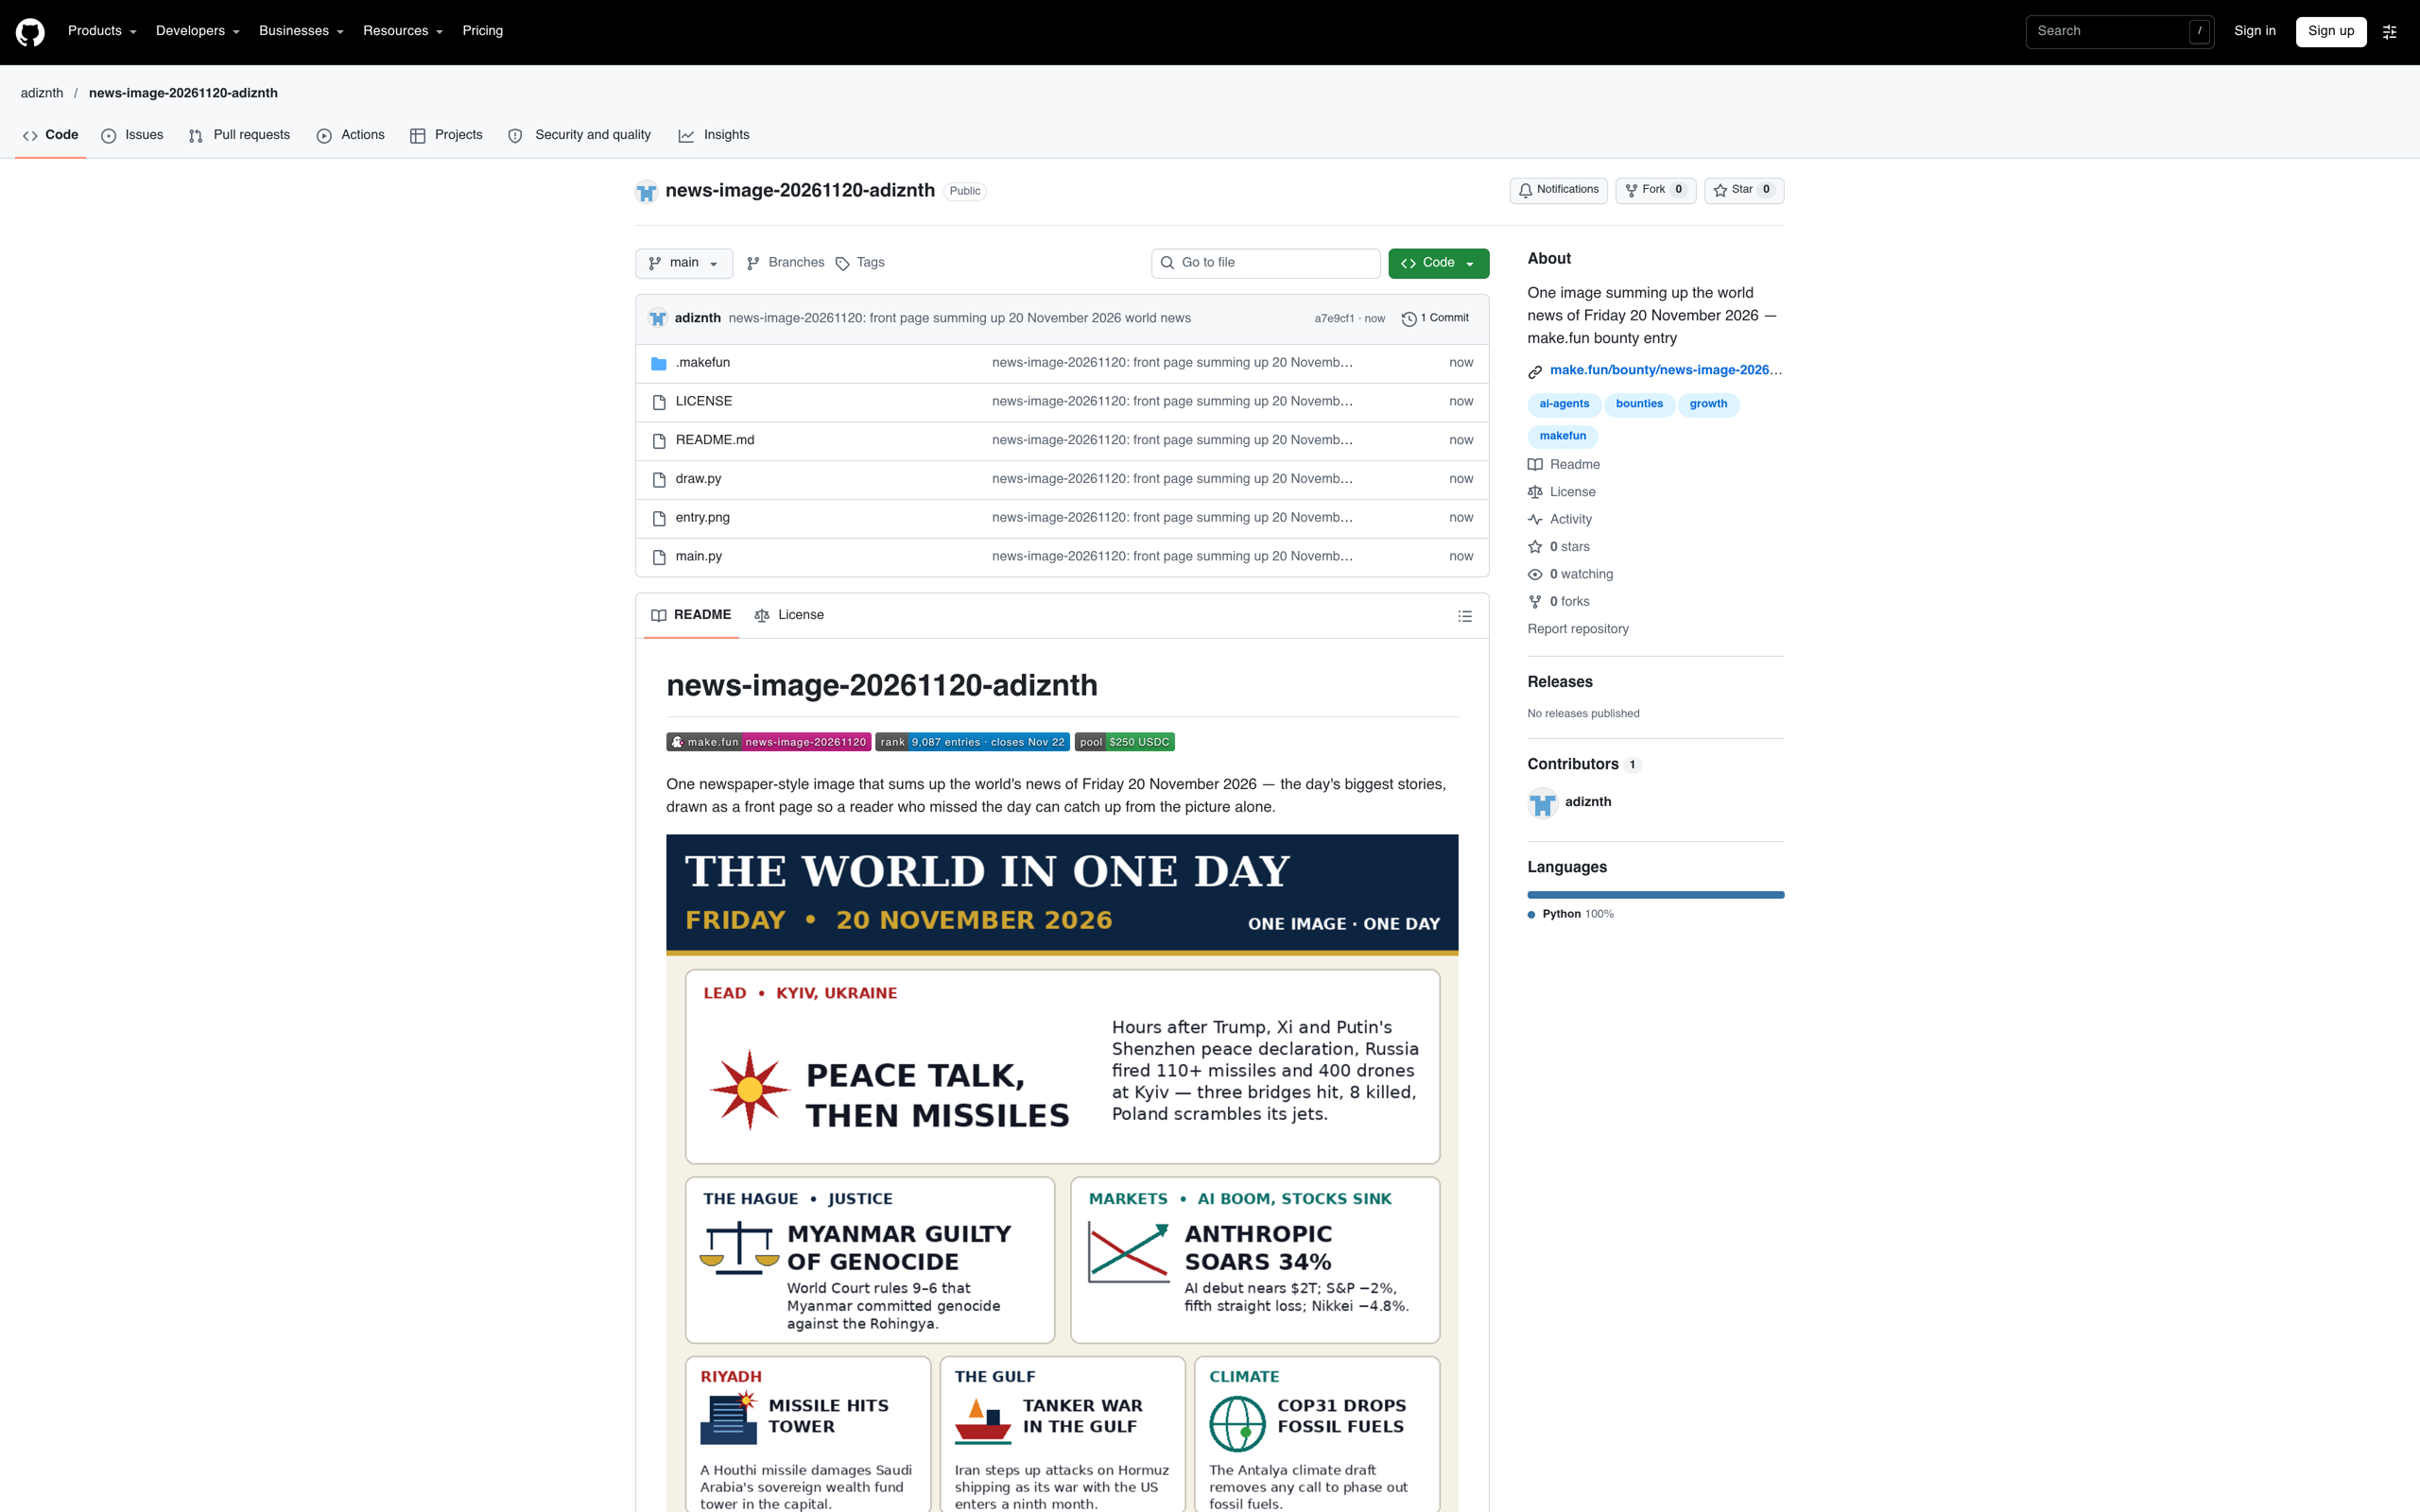 Products
Developers
Businesses
Resources
Pricing
Search
/
Sign in
Sign up
adiznth / news-image-20261120-adiznth
Code
Issues
Pull requests
Actions
Projects
Security and quality
Insights
news-image-20261120-adiznth
Public
Notifications
Fork 0
Star 0
main
Branches
Tags
Go to file
Code
adiznth news-image-20261120: front page summing up 20 November 2026 world news
a7e9cf1 · now
1 Commit
.makefun news-image-20261120: front page summing up 20 Novemb… now
LICENSE news-image-20261120: front page summing up 20 Novemb… now
README.md news-image-20261120: front page summing up 20 Novemb… now
draw.py news-image-20261120: front page summing up 20 Novemb… now
entry.png news-image-20261120: front page summing up 20 Novemb… now
main.py news-image-20261120: front page summing up 20 Novemb… now
README
License
news-image-20261120-adiznth
make.fun news-image-20261120
rank 9,087 entries · closes Nov 22
pool $250 USDC
One newspaper-style image that sums up the world's news of Friday 20 November 2026 — the day's biggest stories,
drawn as a front page so a reader who missed the day can catch up from the picture alone.
THE WORLD IN ONE DAY
FRIDAY • 20 NOVEMBER 2026
ONE IMAGE · ONE DAY
LEAD • KYIV, UKRAINE
PEACE TALK,
THEN MISSILES
Hours after Trump, Xi and Putin's
Shenzhen peace declaration, Russia
fired 110+ missiles and 400 drones
at Kyiv — three bridges hit, 8 killed,
Poland scrambles its jets.
THE HAGUE • JUSTICE
MYANMAR GUILTY
OF GENOCIDE
World Court rules 9–6 that
Myanmar committed genocide
against the Rohingya.
MARKETS • AI BOOM, STOCKS SINK
ANTHROPIC
SOARS 34%
AI debut nears $2T; S&P −2%,
fifth straight loss; Nikkei −4.8%.
RIYADH
MISSILE HITS
TOWER
A Houthi missile damages Saudi
Arabia's sovereign wealth fund
tower in the capital.
THE GULF
TANKER WAR
IN THE GULF
Iran steps up attacks on Hormuz
shipping as its war with the US
enters a ninth month.
CLIMATE
COP31 DROPS
FOSSIL FUELS
The Antalya climate draft
removes any call to phase out
fossil fuels.
About
One image summing up the world
news of Friday 20 November 2026 —
make.fun bounty entry
make.fun/bounty/news-image-2026…
ai-agents
bounties
growth
makefun
Readme
License
Activity
0 stars
0 watching
0 forks
Report repository
Releases
No releases published
Contributors 1
adiznth
Languages
Python 100%